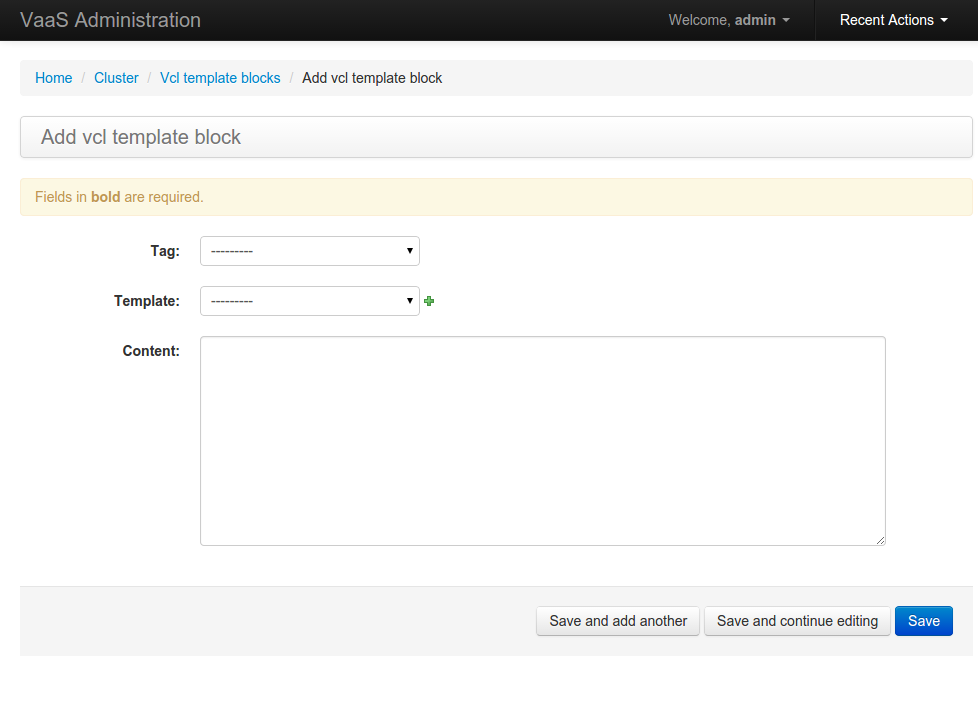 VaaS Administration Welcome, admin Recent Actions
Home / Cluster / Vcl template blocks / Add vcl template block
Add vcl template block
Fields in bold are required.
Tag: ---------
Template: ---------
Content:
Save and add another Save and continue editing Save